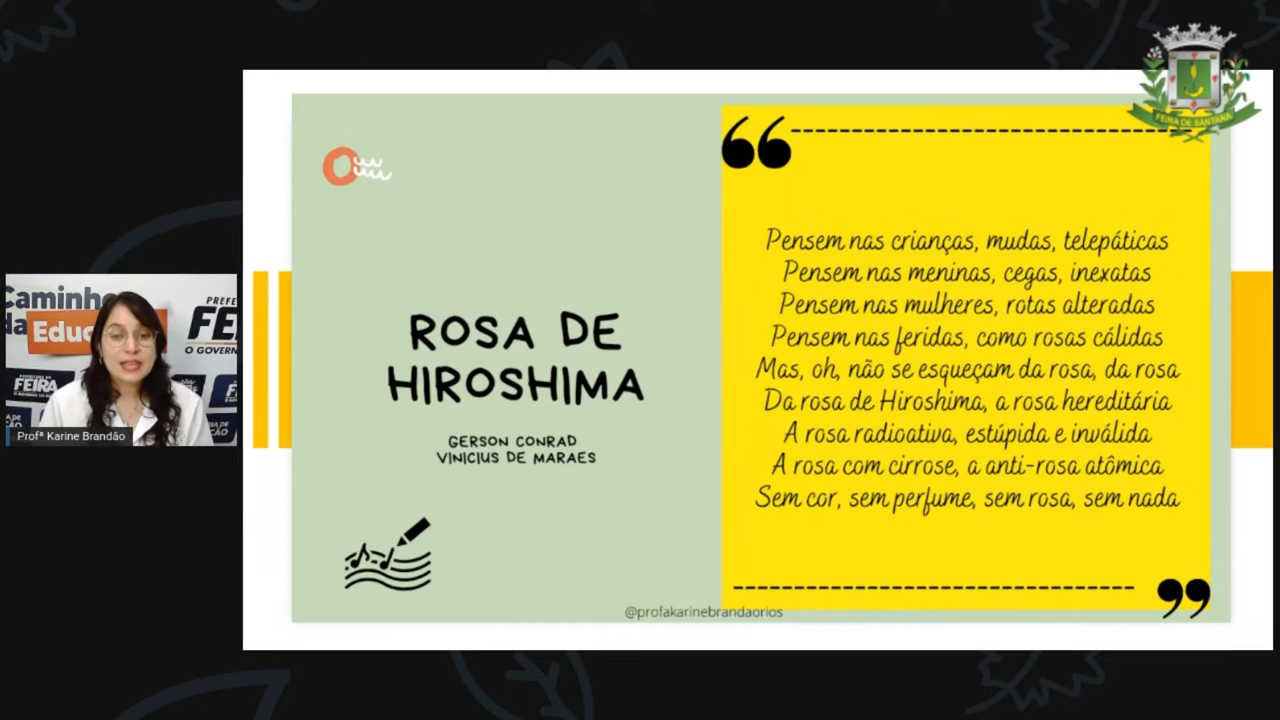 FEIRA DE SANTANA
ROSA DE
HIROSHIMA
GERSON CONRAD
VINICIUS DE MARAES
Pensem nas crianças, mudas, telepáticas
Pensem nas meninas, cegas, inexatas
Pensem nas mulheres, rotas alteradas
Pensem nas feridas, como rosas cálidas
Mas, oh, não se esqueçam da rosa, da rosa
Da rosa de Hiroshima, a rosa hereditária
A rosa radioativa, estúpida e inválida
A rosa com cirrose, a anti-rosa atômica
Sem cor, sem perfume, sem rosa, sem nada
@profakarinebrandaorios
Caminho
da Educ
PREFE
FE
O GOVERN
FEIRA
Profª Karine Brandão